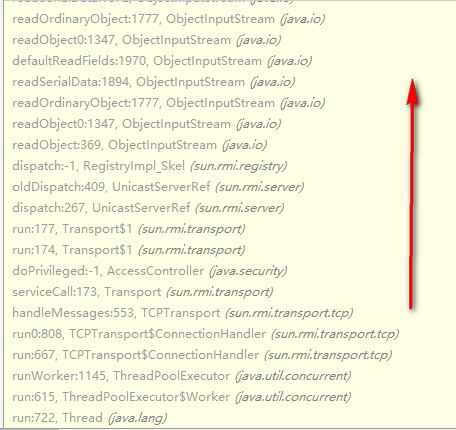 readOrdinaryObject:1777, ObjectInputStream (java.io)
readObject0:1347, ObjectInputStream (java.io)
defaultReadFields:1970, ObjectInputStream (java.io)
readSerialData:1894, ObjectInputStream (java.io)
readOrdinaryObject:1777, ObjectInputStream (java.io)
readObject0:1347, ObjectInputStream (java.io)
readObject:369, ObjectInputStream (java.io)
dispatch:-1, RegistryImpl_Skel (sun.rmi.registry)
oldDispatch:409, UnicastServerRef (sun.rmi.server)
dispatch:267, UnicastServerRef (sun.rmi.server)
run:177, Transport$1 (sun.rmi.transport)
run:174, Transport$1 (sun.rmi.transport)
doPrivileged:-1, AccessController (java.security)
serviceCall:173, Transport (sun.rmi.transport)
handleMessages:553, TCPTransport (sun.rmi.transport.tcp)
run0:808, TCPTransport$ConnectionHandler (sun.rmi.transport.tcp)
run:667, TCPTransport$ConnectionHandler (sun.rmi.transport.tcp)
runWorker:1145, ThreadPoolExecutor (java.util.concurrent)
run:615, ThreadPoolExecutor$Worker (java.util.concurrent)
run:722, Thread (java.lang)